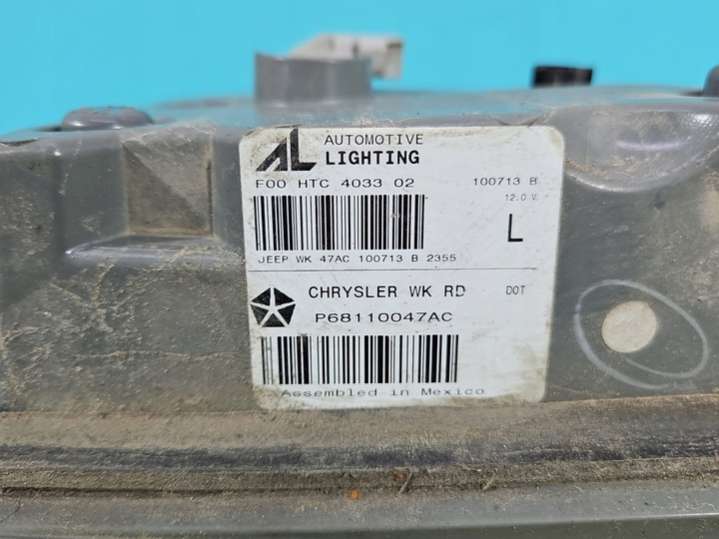 AL AUTOMOTIVE
LIGHTING
F00 HTC 4033 02 100713 B
12.0 V
L
JEEP WK 47AC 100713 B 2355
CHRYSLER WK RD DOT
P68110047AC
Assembled in Mexico